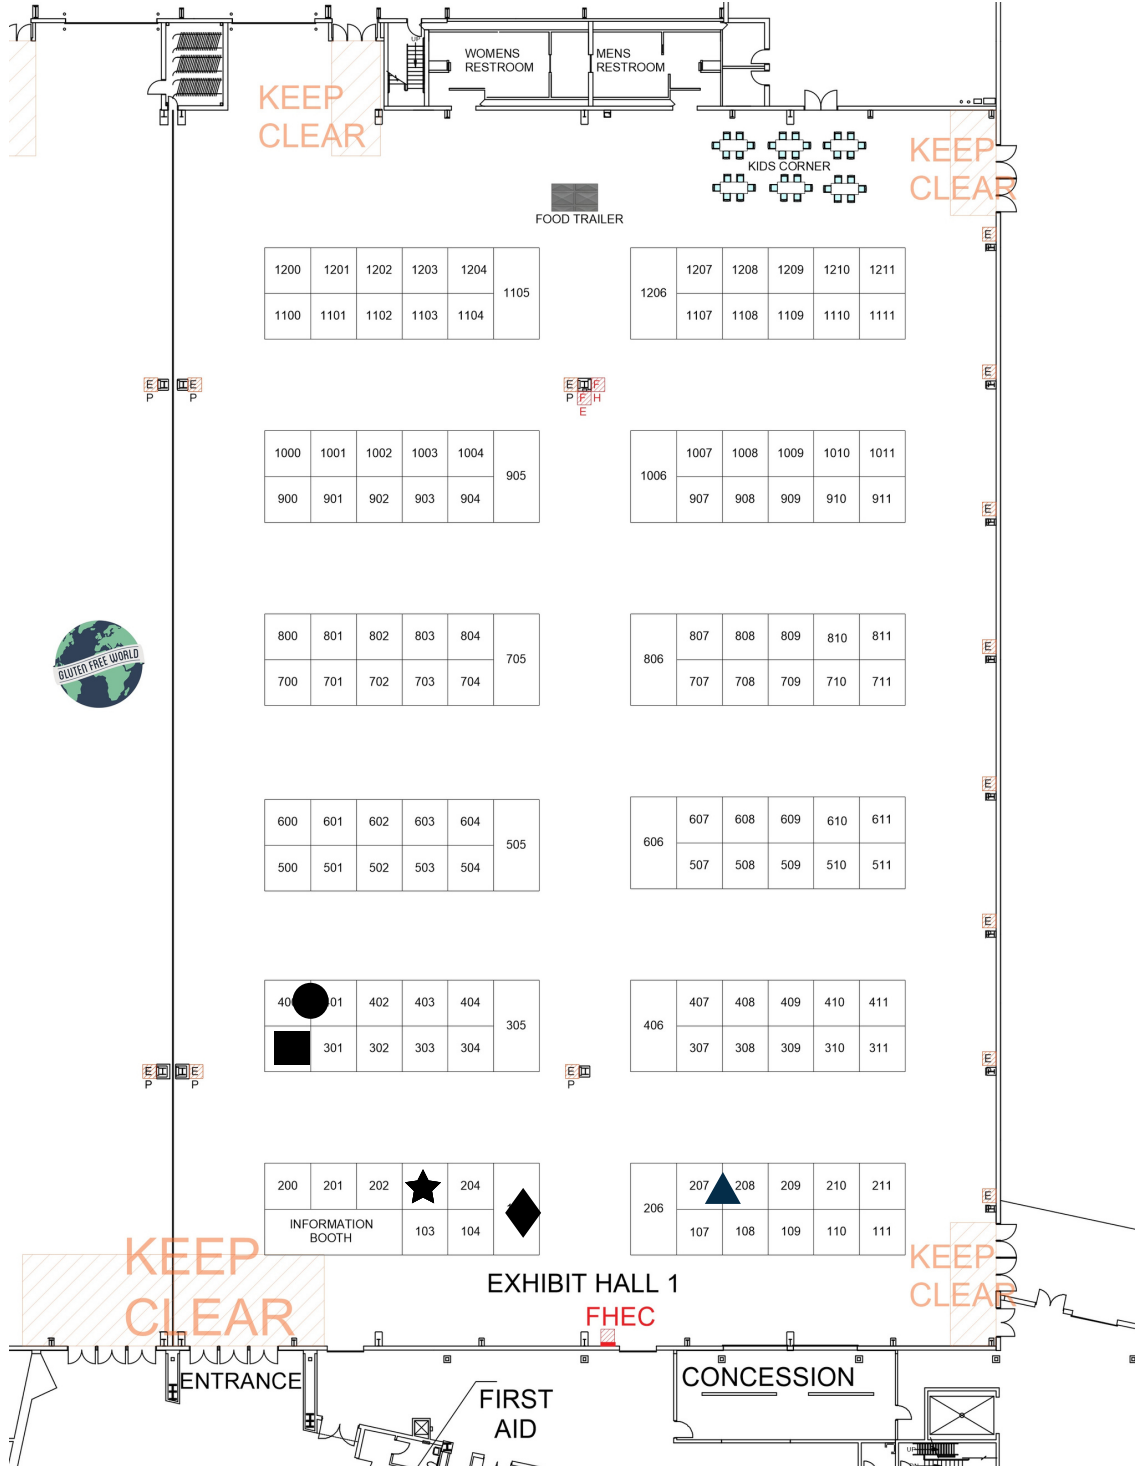 UP
WOMENS
RESTROOM
MENS
RESTROOM
KEEP
CLEAR
KEEP
CLEAR
KIDS CORNER
FOOD TRAILER
E
1200 1201 1202 1203 1204
1105
1100 1101 1102 1103 1104
1206
1207 1208 1209 1210 1211
1107 1108 1109 1110 1111
E
E
P
E
P
E
P
F
H
F
E
1000 1001 1002 1003 1004
905
900 901 902 903 904
1006
1007 1008 1009 1010 1011
907 908 909 910 911
E
GLUTEN FREE WORLD
800 801 802 803 804
705
700 701 702 703 704
806
807 808 809 810 811
707 708 709 710 711
E
600 601 602 603 604
505
500 501 502 503 504
606
607 608 609 610 611
507 508 509 510 511
E
E
402 403 404
305
301 302 303 304
406
407 408 409 410 411
307 308 309 310 311
E
E
P
E
P
E
P
200 201 202 204
INFORMATION
BOOTH
103 104
206
207 208 209 210 211
107 108 109 110 111
E
KEEP
CLEAR
KEEP
CLEAR
EXHIBIT HALL 1
FHEC
ENTRANCE
FIRST
AID
CONCESSION
UP